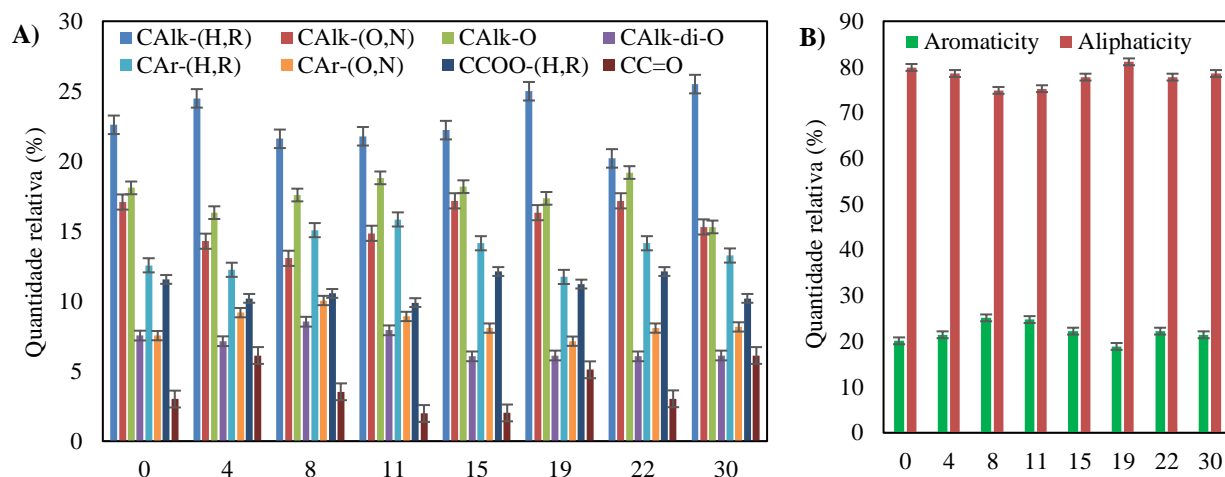 A)
CAlk-(H,R) CAlk-(O,N) CAlk-O CAlk-di-O
CAr-(H,R) CAr-(O,N) CCOO-(H,R) CC=O
Quantidade relativa (%)
30
25
20
15
10
5
0
0 4 8 11 15 19 22 30
B)
Aromaticity Aliphaticity
Quantidade relativa (%)
90
80
70
60
50
40
30
20
10
0
0 4 8 11 15 19 22 30